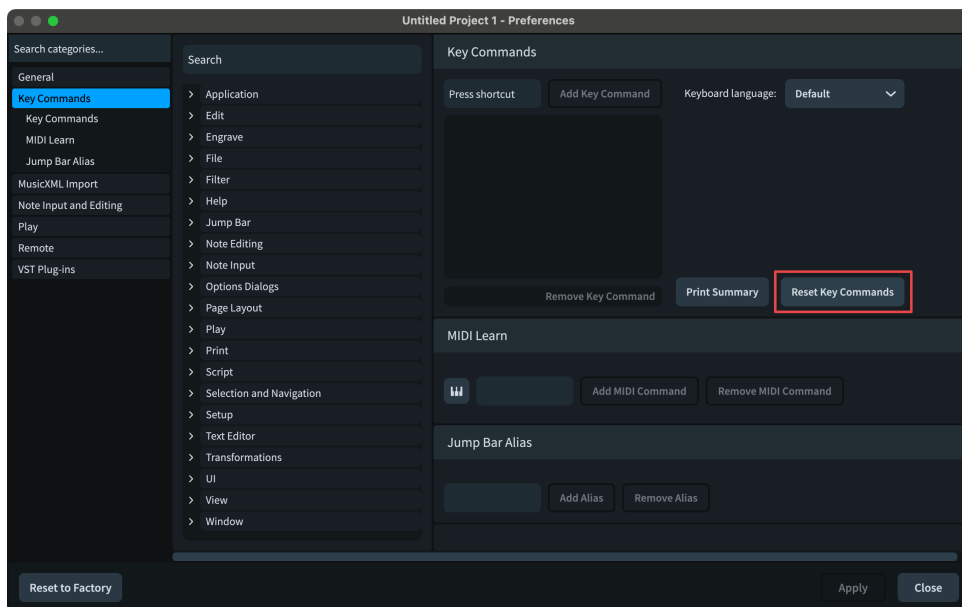 Untitled Project 1 - Preferences
Search categories...
General
Key Commands
Key Commands
MIDI Learn
Jump Bar Alias
MusicXML Import
Note Input and Editing
Play
Remote
VST Plug-ins
Search
Application
Edit
Engrave
File
Filter
Help
Jump Bar
Note Editing
Note Input
Options Dialogs
Page Layout
Play
Print
Script
Selection and Navigation
Setup
Text Editor
Transformations
UI
View
Window
Key Commands
Press shortcut
Add Key Command
Keyboard language:
Default
Remove Key Command
Print Summary
Reset Key Commands
MIDI Learn
Add MIDI Command
Remove MIDI Command
Jump Bar Alias
Add Alias
Remove Alias
Reset to Factory
Apply
Close